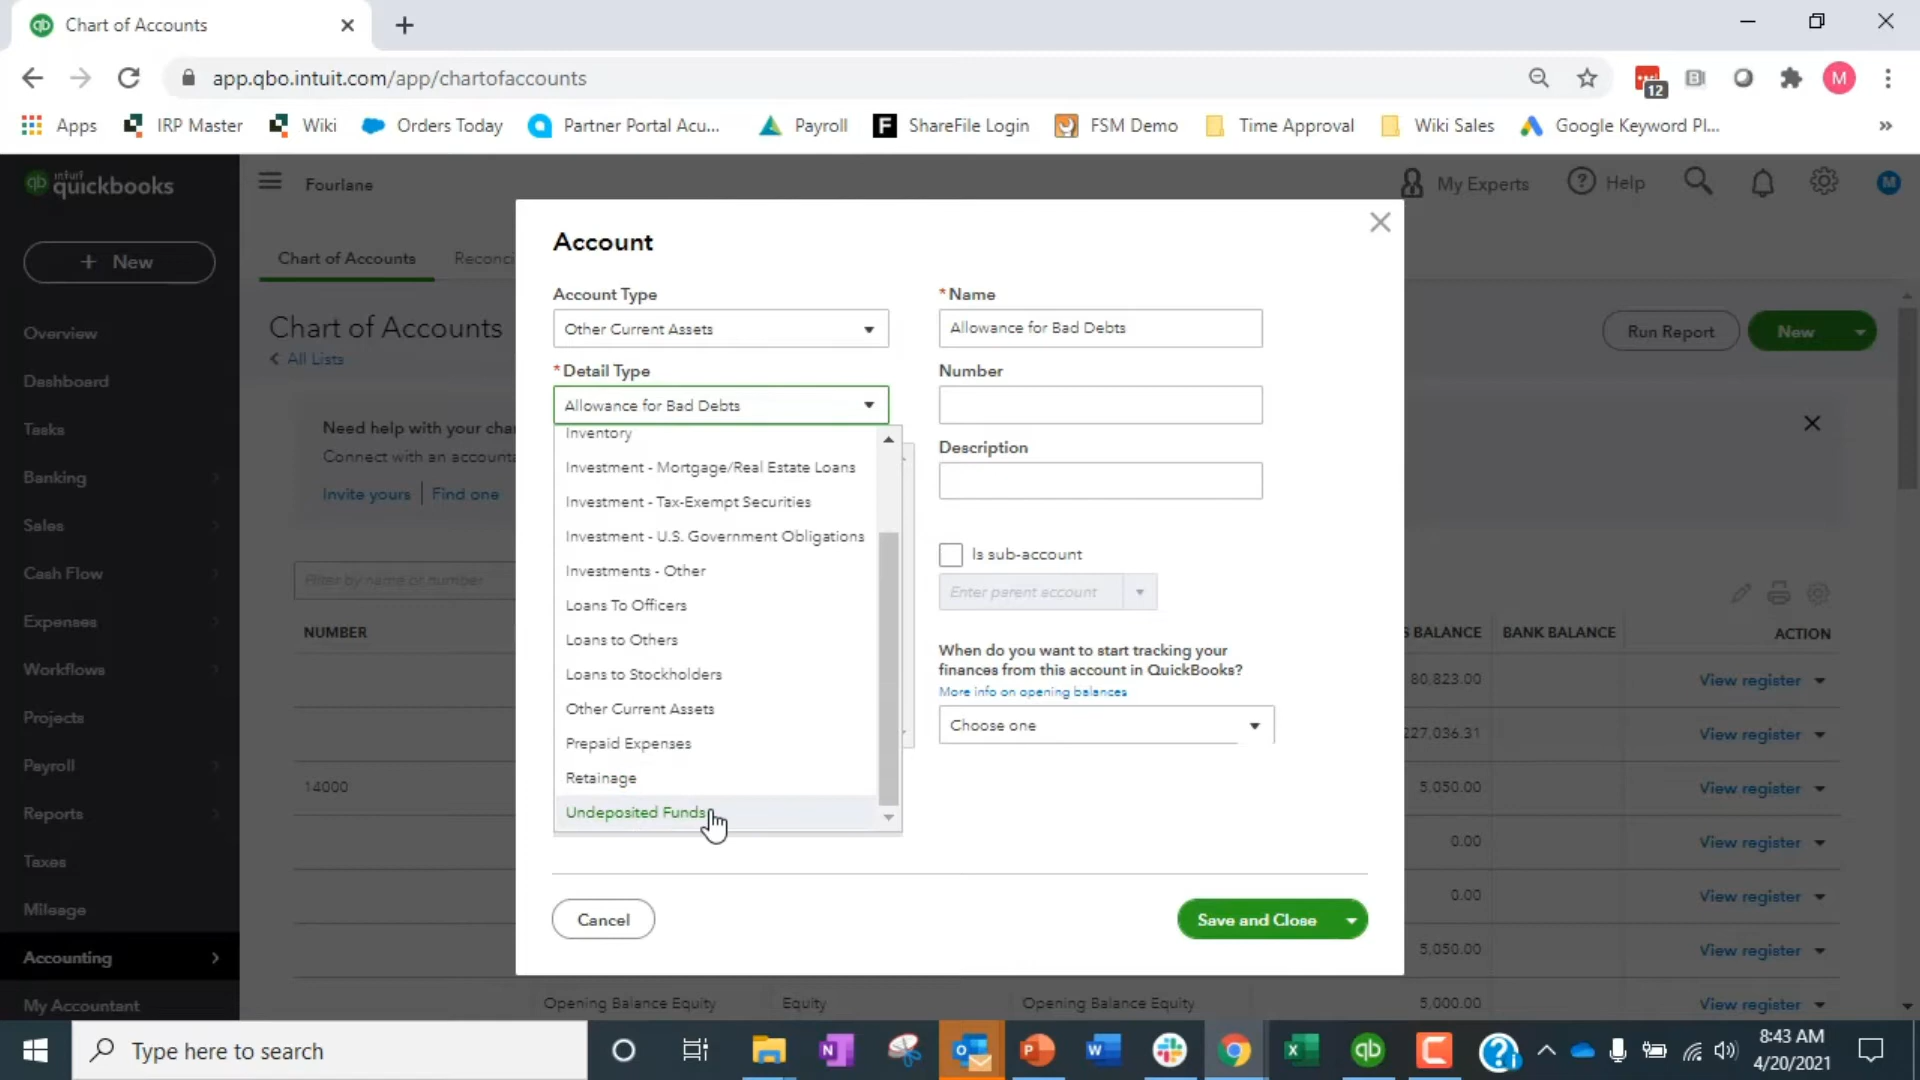 Chart of Accounts
app.qbo.intuit.com/app/chartofaccounts
12
M
Apps
IRP Master
Wiki
Orders Today
Partner Portal Acu...
Payroll
ShareFile Login
FSM Demo
Time Approval
Wiki Sales
Google Keyword Pl...
»
intuit
quickbooks
Fourlane
My Experts
Help
M
+ New
Overview
Dashboard
Tasks
Banking
Sales
Cash Flow
Expenses
Workflows
Projects
Payroll
Reports
Taxes
Mileage
Accounting
My Accountant
Chart of Accounts
Reconci
Chart of Accounts
All Lists
Run Report
New
Need help with your cha
Connect with an accounta
Invite yours
Find one
Filter by name or number
NUMBER
14000
Account
Account Type
Other Current Assets
*Detail Type
Allowance for Bad Debts
Inventory
Investment - Mortgage/Real Estate Loans
Investment - Tax-Exempt Securities
Investment - U.S. Government Obligations
Investments - Other
Loans To Officers
Loans to Others
Loans to Stockholders
Other Current Assets
Prepaid Expenses
Retainage
Undeposited Funds
*Name
Allowance for Bad Debts
Number
Description
Is sub-account
Enter parent account
When do you want to start tracking your
finances from this account in QuickBooks?
More info on opening balances
Choose one
Cancel
Save and Close
BALANCE
BANK BALANCE
ACTION
80,823.00
View register
227,036.31
View register
5,050.00
View register
0.00
View register
0.00
View register
5,050.00
View register
Opening Balance Equity
Equity
Opening Balance Equity
5,000.00
View register
Type here to search
8:43 AM
4/20/2021